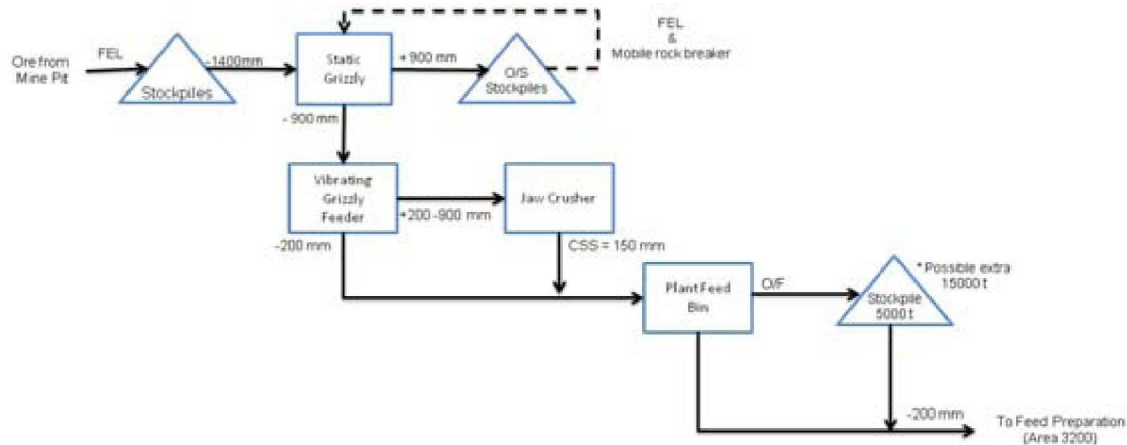 FEL
&
Mobile rock breaker
Ore from
Mine Pit
FEL
Stockpiles
-1400mm
Static
Grizzly
+900 mm
O/S
Stockpiles
- 900 mm
Vibrating
Grizzly
Feeder
+200 -900 mm
Jaw Crusher
-200 mm
CSS = 150 mm
Plant Feed
Bin
O/F
Stockpile
5000 t
* Possible extra
15000 t
-200 mm
To Feed Preparation
(Area 3200)